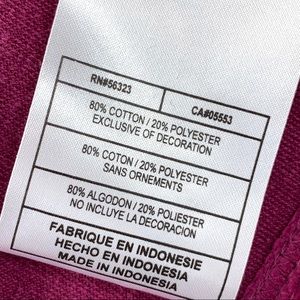 RN#56323 CA#05553
80% COTTON / 20% POLYESTER
EXCLUSIVE OF DECORATION
80% COTON / 20% POLYESTER
SANS ORNEMENTS
80% ALGODON / 20% POLIESTER
NO INCLUYE LA DECORACION
FABRIQUE EN INDONESIE
HECHO EN INDONESIA
MADE IN INDONESIA